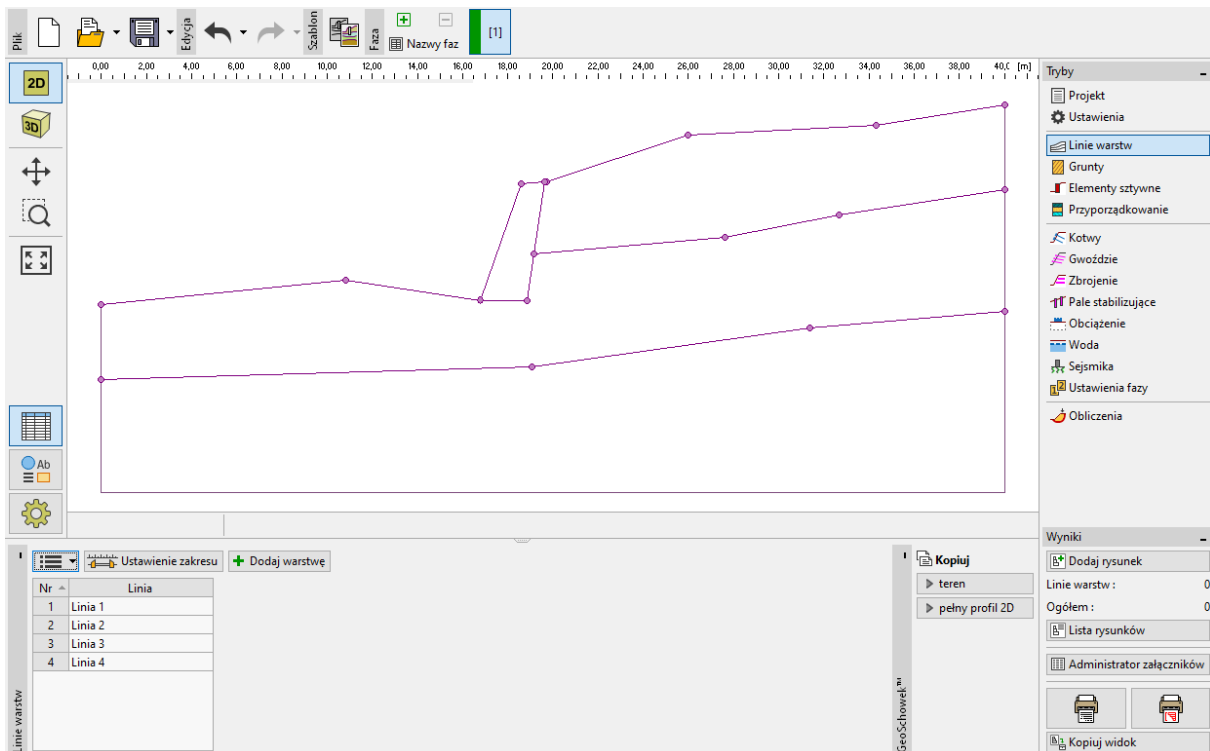 Plik
Edycja
Szablon
Faza
Nazwy faz
[1]
2D
3D
0,00 2,00 4,00 6,00 8,00 10,00 12,00 14,00 16,00 18,00 20,00 22,00 24,00 26,00 28,00 30,00 32,00 34,00 36,00 38,00 40,0 [m]
Tryby
Projekt
Ustawienia
Linie warstw
Grunty
Elementy sztywne
Przyporządkowanie
Kotwy
Gwoździe
Zbrojenie
Pale stabilizujące
Obciążenie
Woda
Sejsmika
Ustawienia fazy
Obliczenia
Ab
Linie warstw
Ustawienie zakresu
Dodaj warstwę
Nr Linia
1 Linia 1
2 Linia 2
3 Linia 3
4 Linia 4
GeoSchowek™
Kopiuj
teren
pełny profil 2D
Wyniki
Dodaj rysunek
Linie warstw : 0
Ogółem : 0
Lista rysunków
Administrator załączników
Kopiuj widok